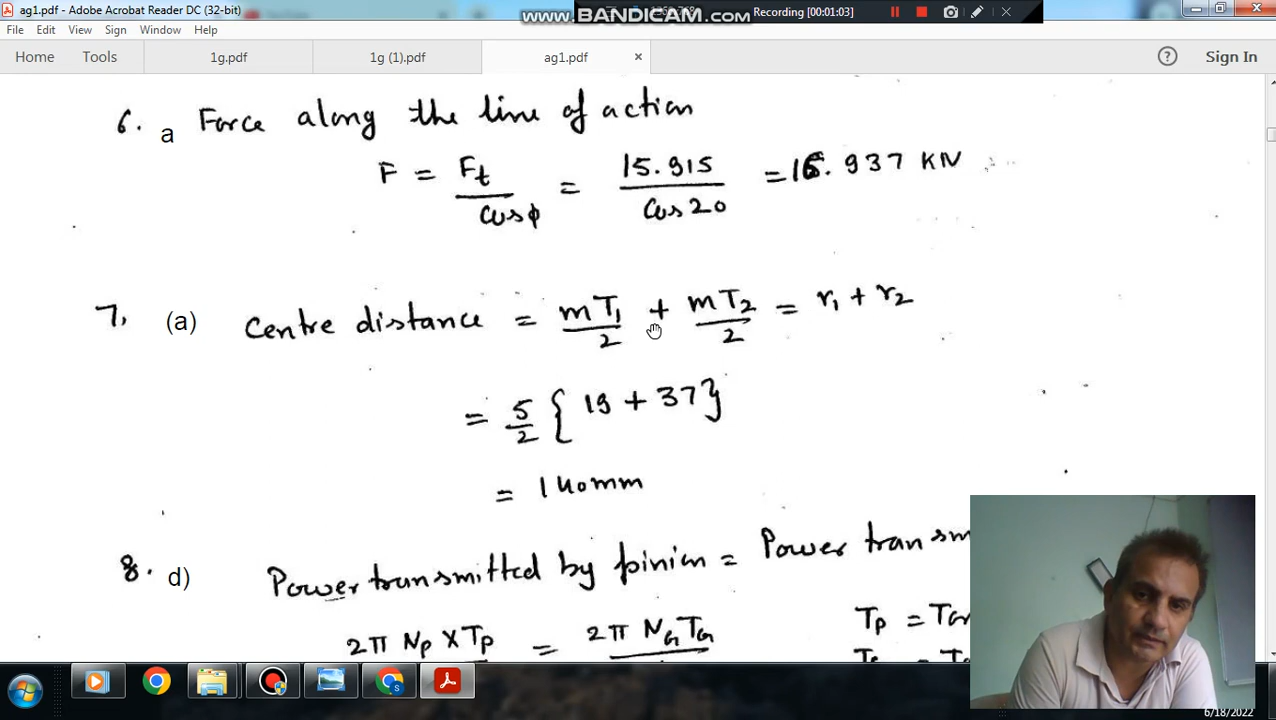 ag1.pdf - Adobe Acrobat Reader DC (32-bit)
www.BANDICAM.com
Recording [00:01:03]
File Edit View Sign Window Help
Home Tools 1g.pdf 1g (1).pdf ag1.pdf × ? Sign In
6. a Force along the line of action
F = Ft / cosφ = 15.915 / cos 20 = 16.937 KN
7, (a) Centre distance = mT1/2 + mT2/2 = r1 + r2
= 5/2 { 19 + 37 }
= 140mm
8. d) Power transmitted by pinion = Power transm
2π Np X Tp = 2π NG TG
Tp = TG
6/18/2022